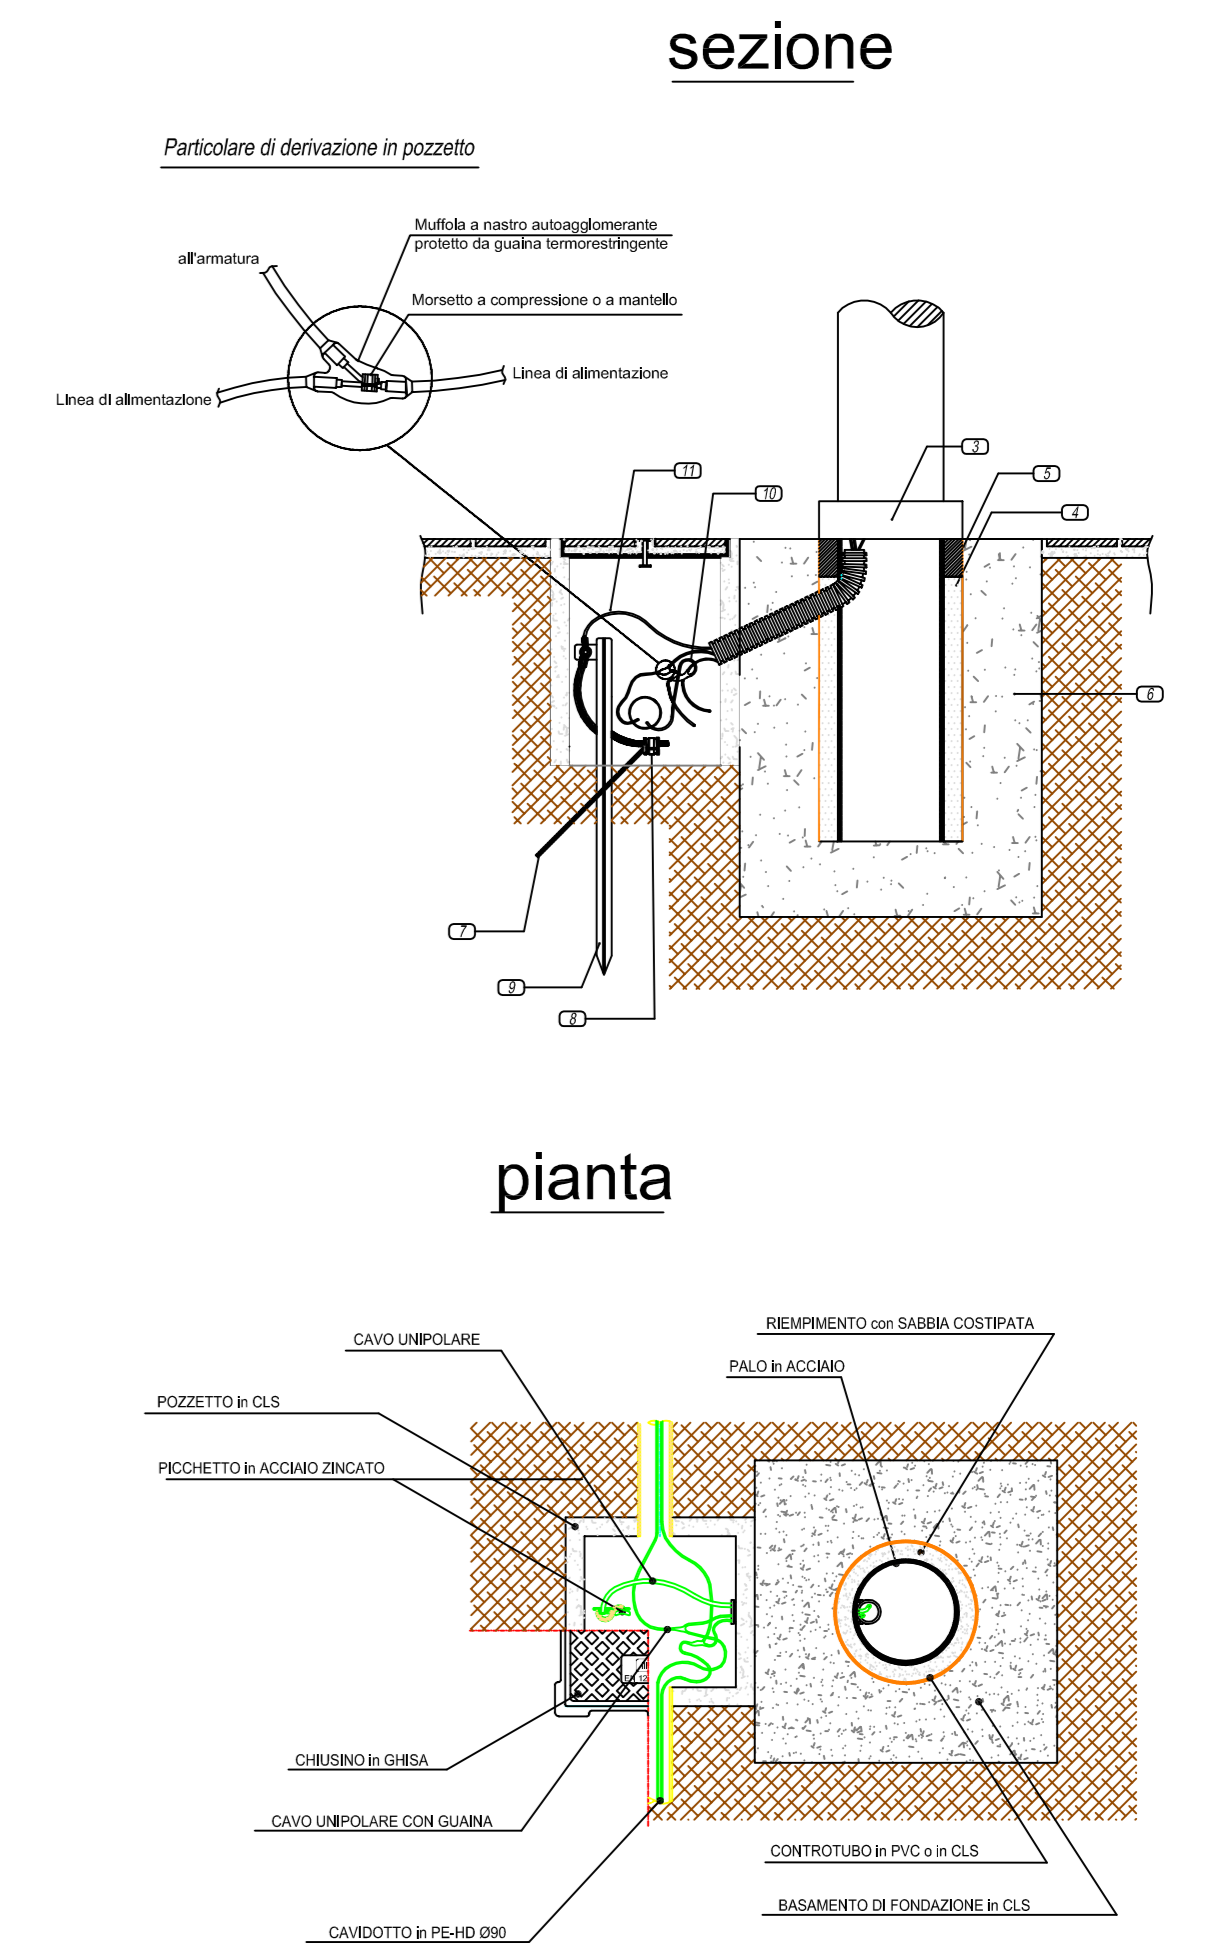 sezione
Particolare di derivazione in pozzetto
Muffola a nastro autoagglomerante
protetto da guaina termorestringente
all'armatura
Morsetto a compressione o a mantello
Linea di alimentazione
Linea di alimentazione
3
11
5
10
4
6
7
9
8
pianta
RIEMPIMENTO con SABBIA COSTIPATA
CAVO UNIPOLARE
PALO in ACCIAIO
POZZETTO in CLS
PICCHETTO in ACCIAIO ZINCATO
EN 12
CHIUSINO in GHISA
CAVO UNIPOLARE CON GUAINA
CONTROTUBO in PVC o in CLS
BASAMENTO DI FONDAZIONE in CLS
CAVIDOTTO in PE-HD Ø90